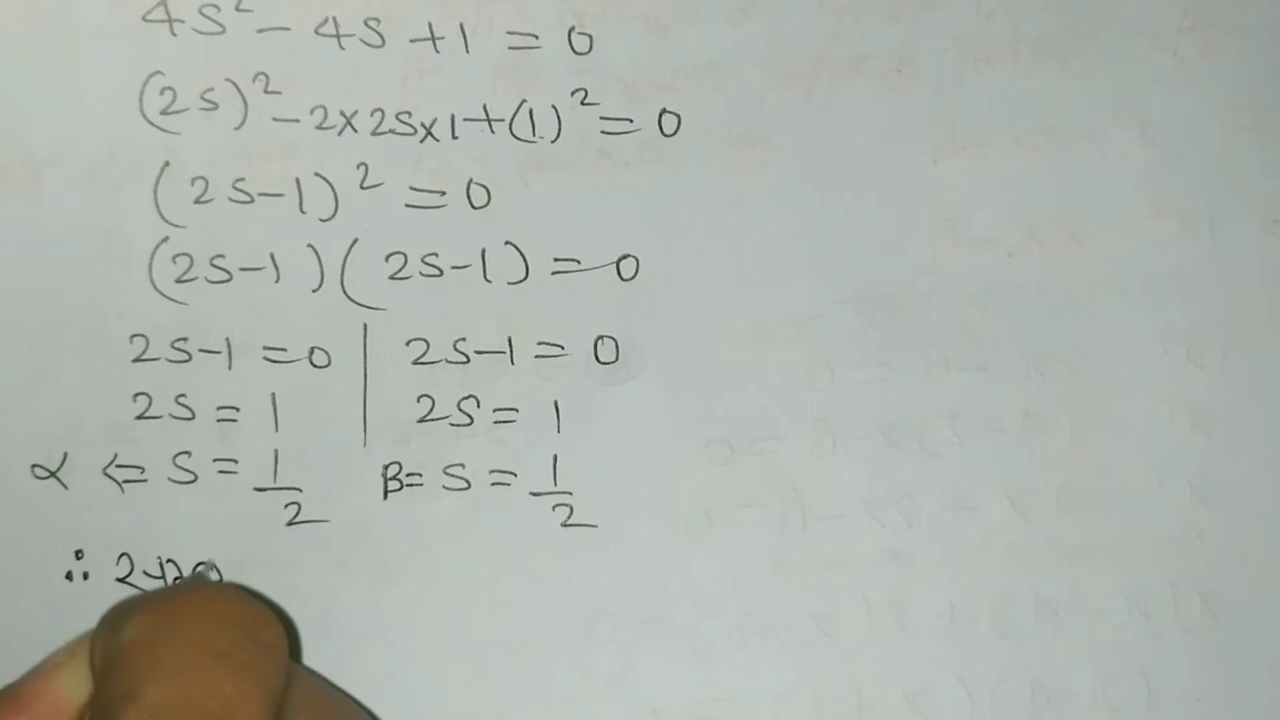 4S² - 4S + 1 = 0
(2S)² - 2×2S×1 + (1)² = 0
(2S-1)² = 0
(2S-1)(2S-1) = 0
2S-1 = 0 | 2S-1 = 0
2S = 1 | 2S = 1
α ⇐ S = 1/2 β = S = 1/2
∴